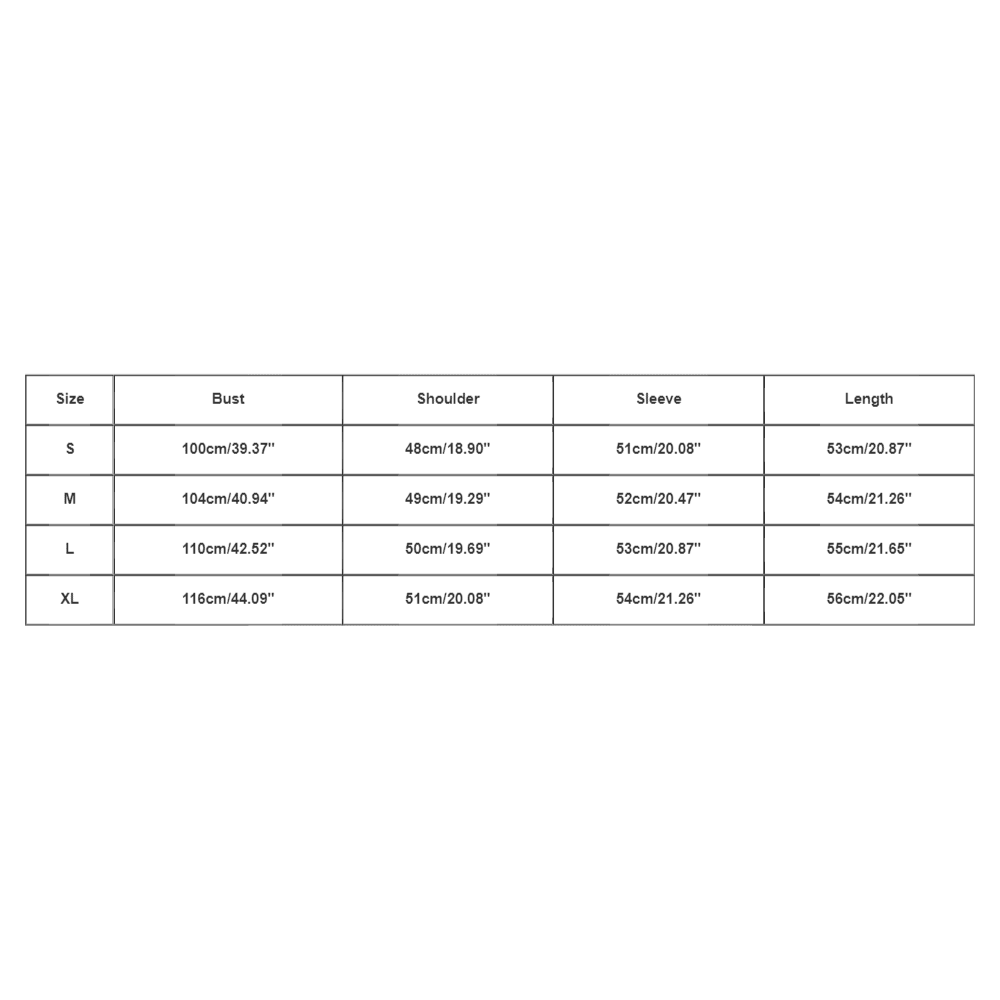 Size Bust Shoulder Sleeve Length
S 100cm/39.37" 48cm/18.90" 51cm/20.08" 53cm/20.87"
M 104cm/40.94" 49cm/19.29" 52cm/20.47" 54cm/21.26"
L 110cm/42.52" 50cm/19.69" 53cm/20.87" 55cm/21.65"
XL 116cm/44.09" 51cm/20.08" 54cm/21.26" 56cm/22.05"